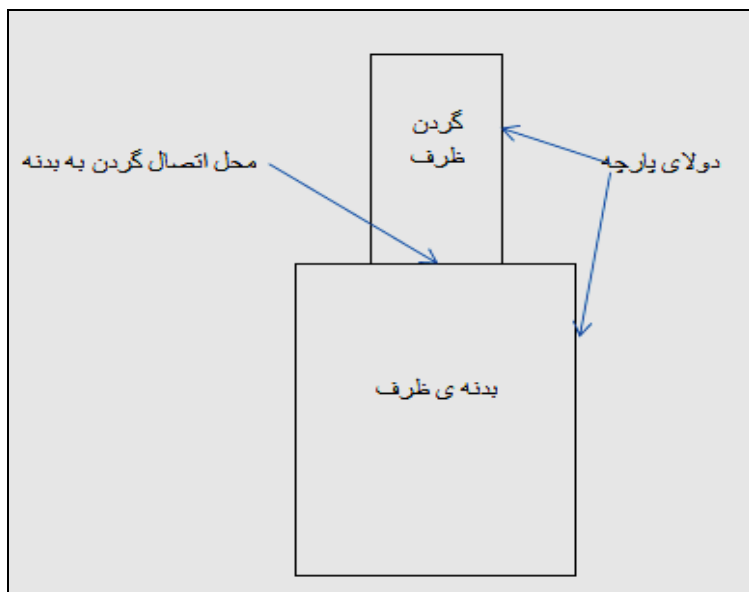 گردن
ظرف
محل اتصال گردن به بدنه
دولای پارچه
بدنه ی ظرف